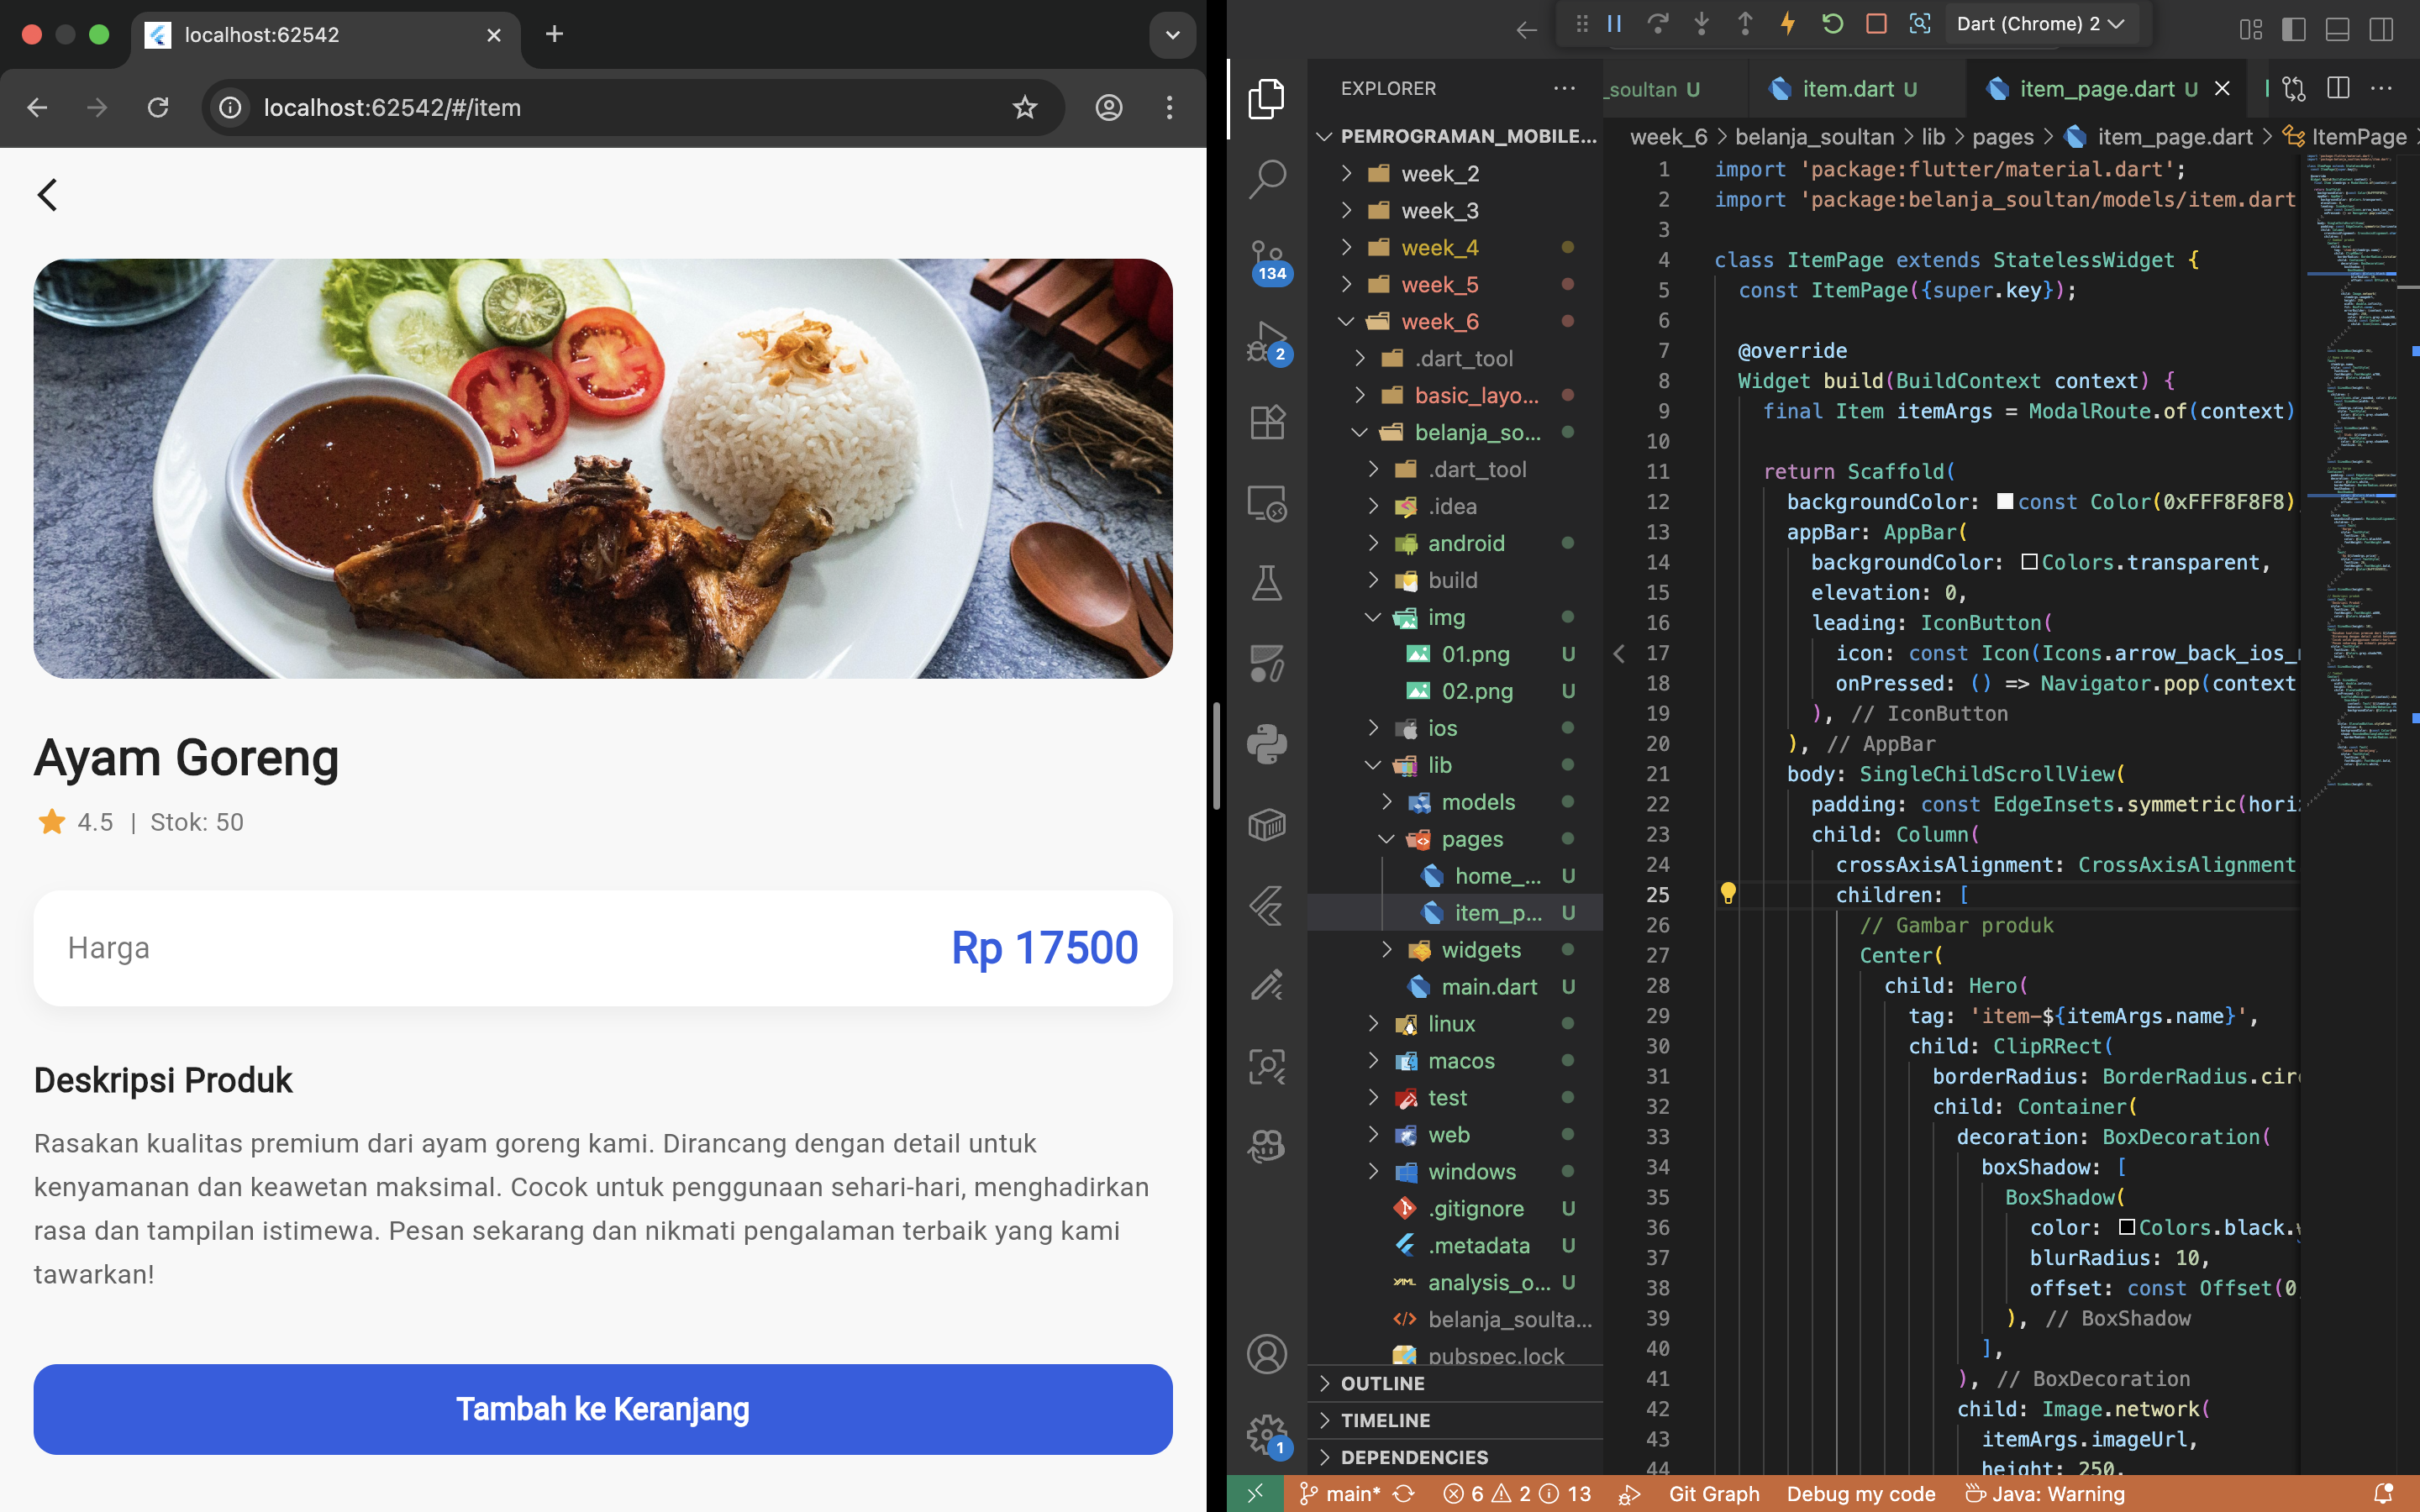 localhost:62542
localhost:62542/#/item
Ayam Goreng
4.5 | Stok: 50
Harga
Rp 17500
Deskripsi Produk
Rasakan kualitas premium dari ayam goreng kami. Dirancang dengan detail untuk
kenyamanan dan keawetan maksimal. Cocok untuk penggunaan sehari-hari, menghadirkan
rasa dan tampilan istimewa. Pesan sekarang dan nikmati pengalaman terbaik yang kami
tawarkan!
Tambah ke Keranjang
Dart (Chrome) 2
134
2
1
EXPLORER
PEMROGRAMAN_MOBILE...
week_2
week_3
week_4
week_5
week_6
.dart_tool
basic_layo...
belanja_so...
.dart_tool
.idea
android
build
img
01.png U
02.png U
ios
lib
models
pages
home_... U
item_p... U
widgets
main.dart U
linux
macos
test
web
windows
.gitignore U
.metadata U
analysis_o... U
belanja_soulta...
pubspec.lock
OUTLINE
TIMELINE
DEPENDENCIES
_soultan U
item.dart U
item_page.dart U
week_6 > belanja_soultan > lib > pages > item_page.dart > ItemPage >
1 import 'package:flutter/material.dart';
2 import 'package:belanja_soultan/models/item.dart
3
4 class ItemPage extends StatelessWidget {
5 const ItemPage({super.key});
6
7 @override
8 Widget build(BuildContext context) {
9 final Item itemArgs = ModalRoute.of(context)
10
11 return Scaffold(
12 backgroundColor: const Color(0xFFF8F8F8)
13 appBar: AppBar(
14 backgroundColor: Colors.transparent,
15 elevation: 0,
16 leading: IconButton(
17 icon: const Icon(Icons.arrow_back_ios_
18 onPressed: () => Navigator.pop(context
19 ), // IconButton
20 ), // AppBar
21 body: SingleChildScrollView(
22 padding: const EdgeInsets.symmetric(hori
23 child: Column(
24 crossAxisAlignment: CrossAxisAlignment
25 children: [
26 // Gambar produk
27 Center(
28 child: Hero(
29 tag: 'item-${itemArgs.name}',
30 child: ClipRRect(
31 borderRadius: BorderRadius.cir
32 child: Container(
33 decoration: BoxDecoration(
34 boxShadow: [
35 BoxShadow(
36 color: Colors.black.
37 blurRadius: 10,
38 offset: const Offset(0
39 ), // BoxShadow
40 ],
41 ), // BoxDecoration
42 child: Image.network(
43 itemArgs.imageUrl,
44 height: 250,
main* 6 2 13 Git Graph Debug my code Java: Warning